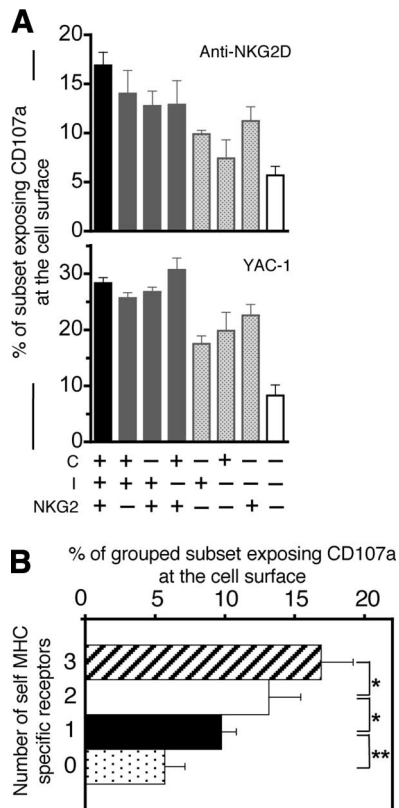 A
% of subset exposing CD107a
at the cell surface
20
15
10
5
0
Anti-NKG2D
30
20
10
0
YAC-1
C + + − + − + − −
I + + + − + − − −
NKG2 + − + + − − + −
B
% of grouped subset exposing CD107a
at the cell surface
0 5 10 15 20
Number of self MHC
specific receptors
3
2
1
0
*
*
**